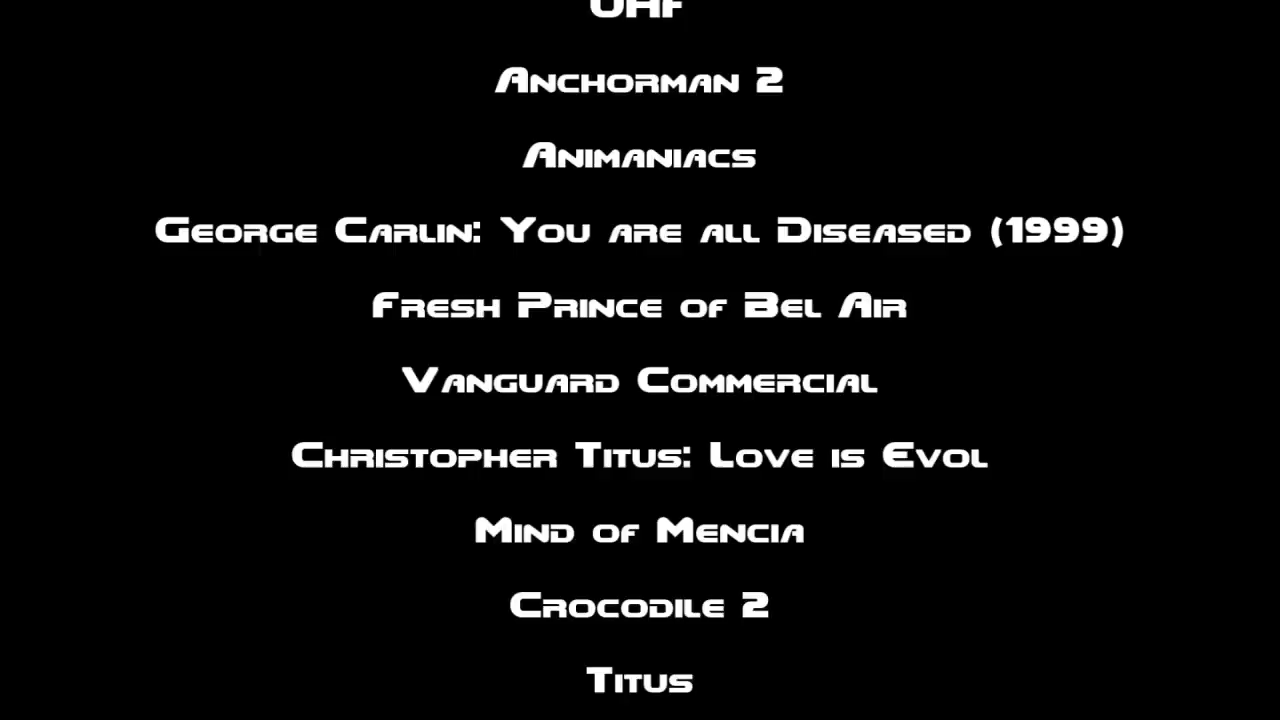 UHF
Anchorman 2
Animaniacs
George Carlin: You are all Diseased (1999)
Fresh Prince of Bel Air
Vanguard Commercial
Christopher Titus: Love is Evol
Mind of Mencia
Crocodile 2
Titus